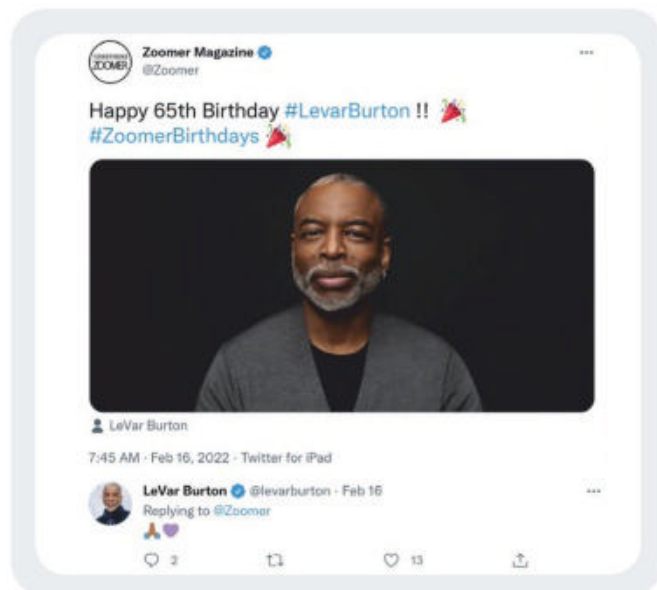 ZOOMER
Zoomer Magazine
@Zoomer
Happy 65th Birthday #LevarBurton !!
#ZoomerBirthdays
LeVar Burton
7:45 AM · Feb 16, 2022 · Twitter for iPad
LeVar Burton @levarburton · Feb 16
Replying to @Zoomer
2 13